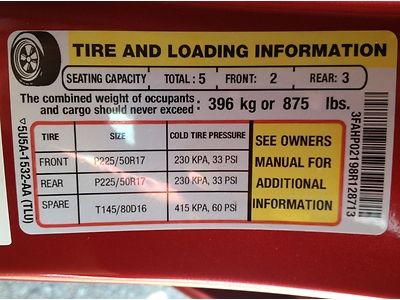 TIRE AND LOADING INFORMATION
SEATING CAPACITY TOTAL : 5 FRONT: 2 REAR: 3
The combined weight of occupants
and cargo should never exceed : 396 kg or 875 lbs.
TIRE SIZE COLD TIRE PRESSURE
FRONT P225/50R17 230 KPA, 33 PSI
REAR P225/50R17 230 KPA, 33 PSI
SPARE T145/80D16 415 KPA, 60 PSI
SEE OWNERS
MANUAL FOR
ADDITIONAL
INFORMATION
5U5A-1532-AA (TLU)
3FAHP02198R128713